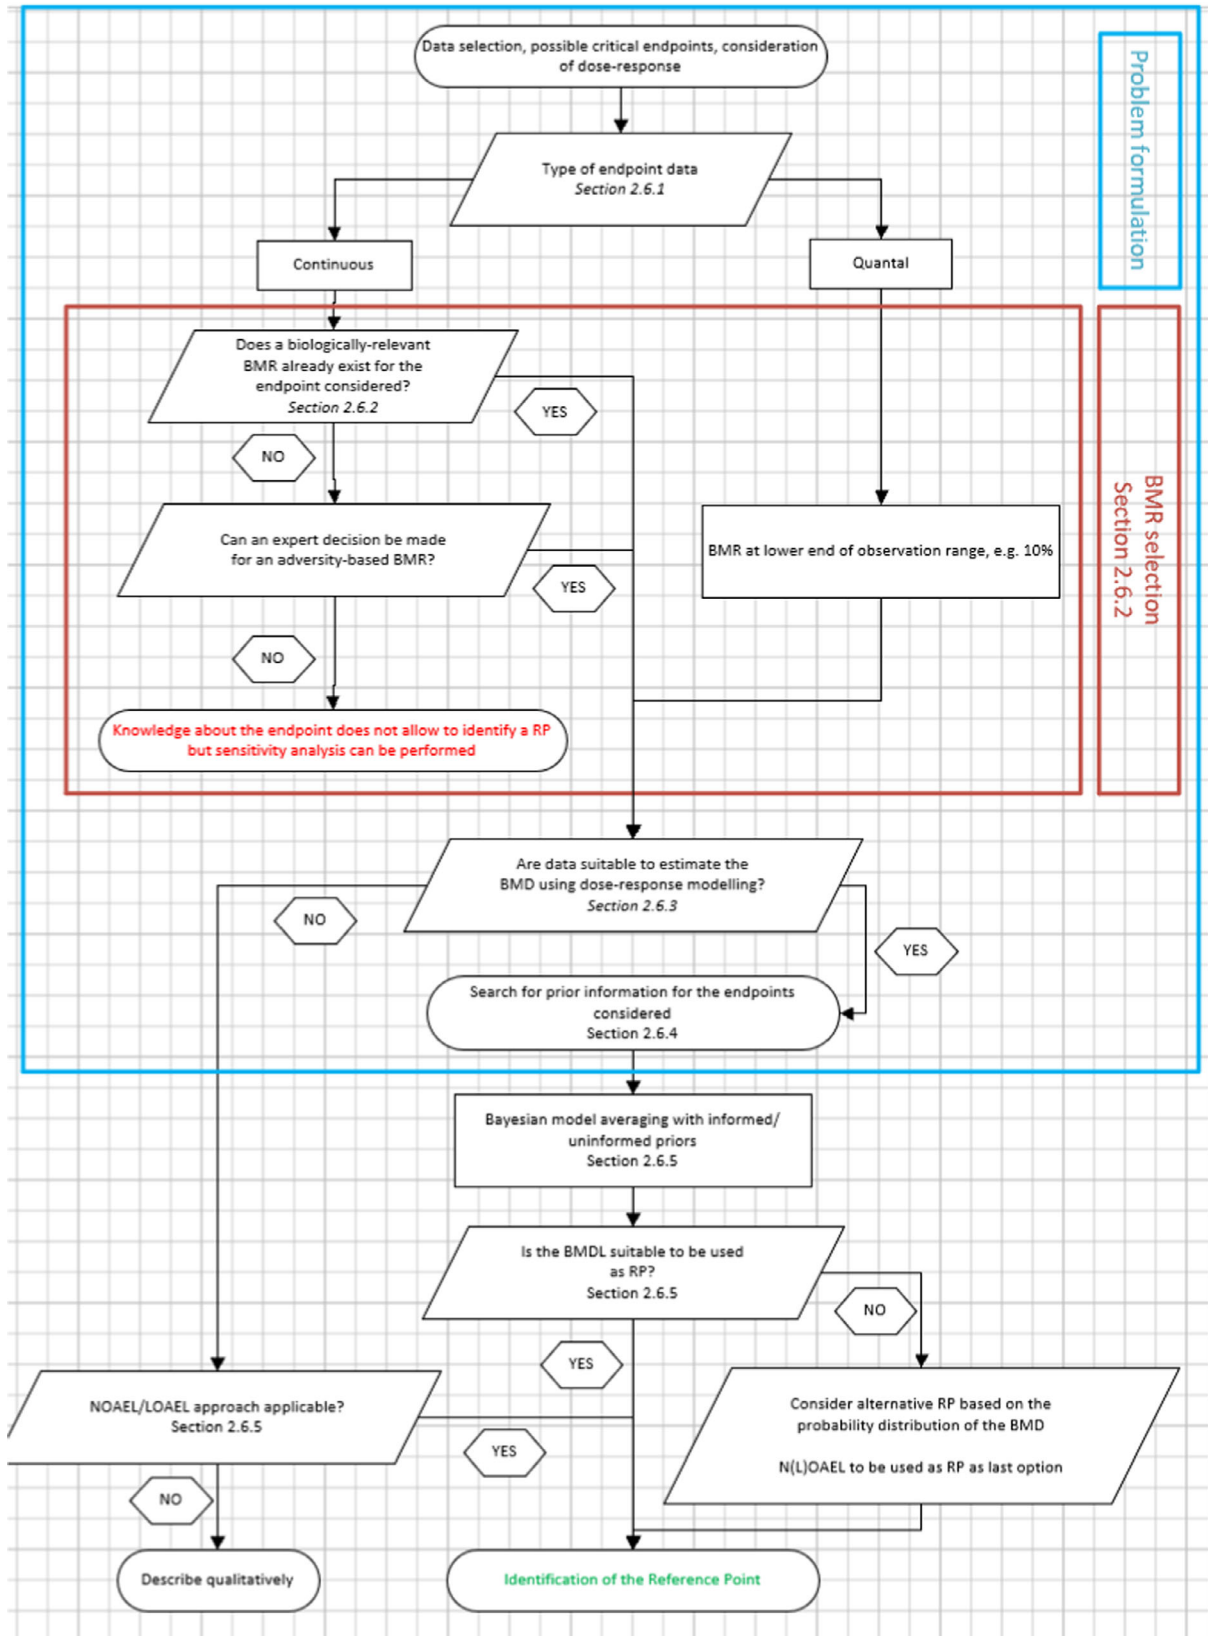 Data selection, possible critical endpoints, consideration
of dose-response
Problem formulation
Type of endpoint data
Section 2.6.1
Continuous
Quantal
Does a biologically-relevant
BMR already exist for the
endpoint considered?
Section 2.6.2
YES
NO
BMR selection
Section 2.6.2
Can an expert decision be made
for an adversity-based BMR?
BMR at lower end of observation range, e.g. 10%
YES
NO
Knowledge about the endpoint does not allow to identify a RP
but sensitivity analysis can be performed
Are data suitable to estimate the
BMD using dose-response modelling?
Section 2.6.3
NO
YES
Search for prior information for the endpoints
considered
Section 2.6.4
Bayesian model averaging with informed/
uninformed priors
Section 2.6.5
Is the BMDL suitable to be used
as RP?
Section 2.6.5
NO
YES
NOAEL/LOAEL approach applicable?
Section 2.6.5
Consider alternative RP based on the
probability distribution of the BMD
N(L)OAEL to be used as RP as last option
YES
NO
Describe qualitatively
Identification of the Reference Point